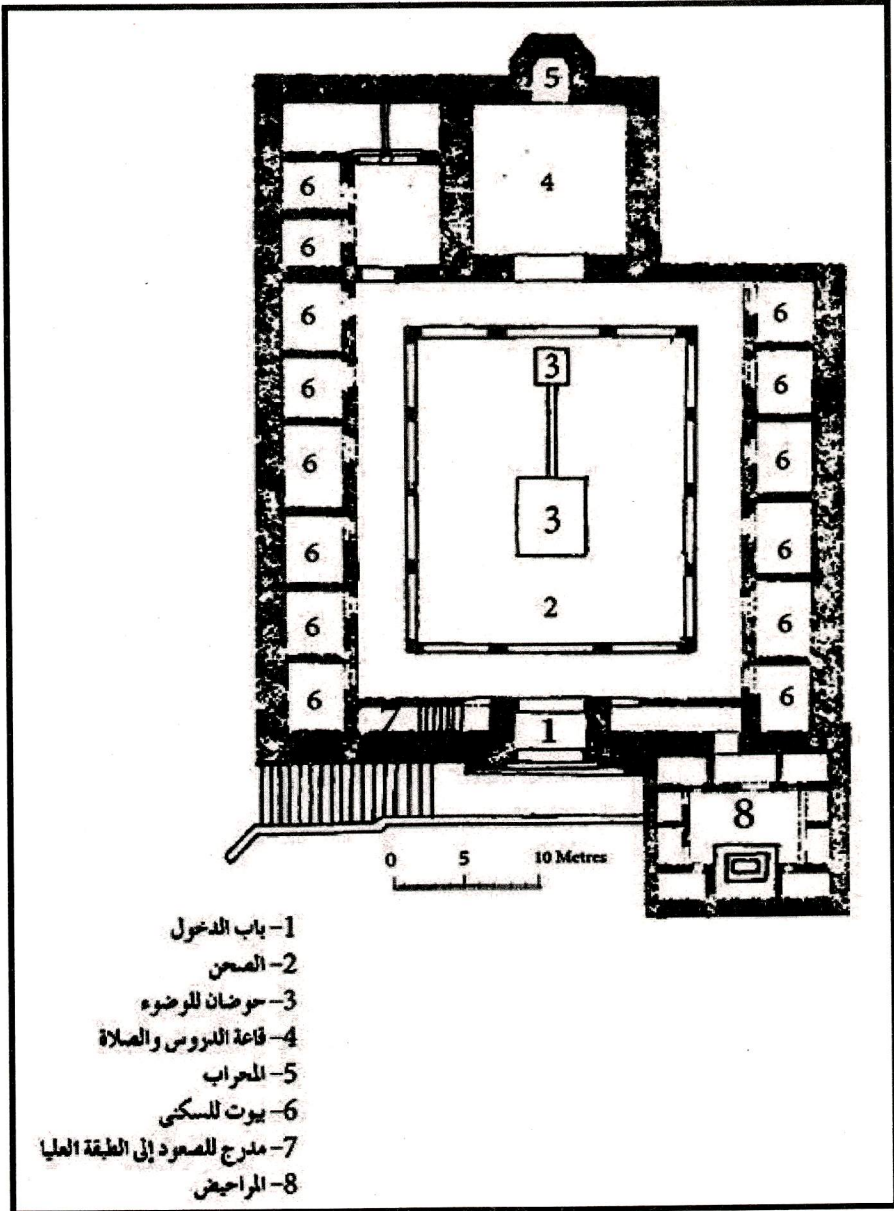 5
4
6
6
6
6
6
6
6
6
6
6
6
6
6
6
3
3
2
1
8
0 5 10 Metres
1- باب الدخول
2- الصحن
3- حوضان للوضوء
4- قاعة الدروس والصلاة
5- المحراب
6- بيوت للسكنى
7- مدرج للصعود إلى الطبقة العليا
8- المراحيض